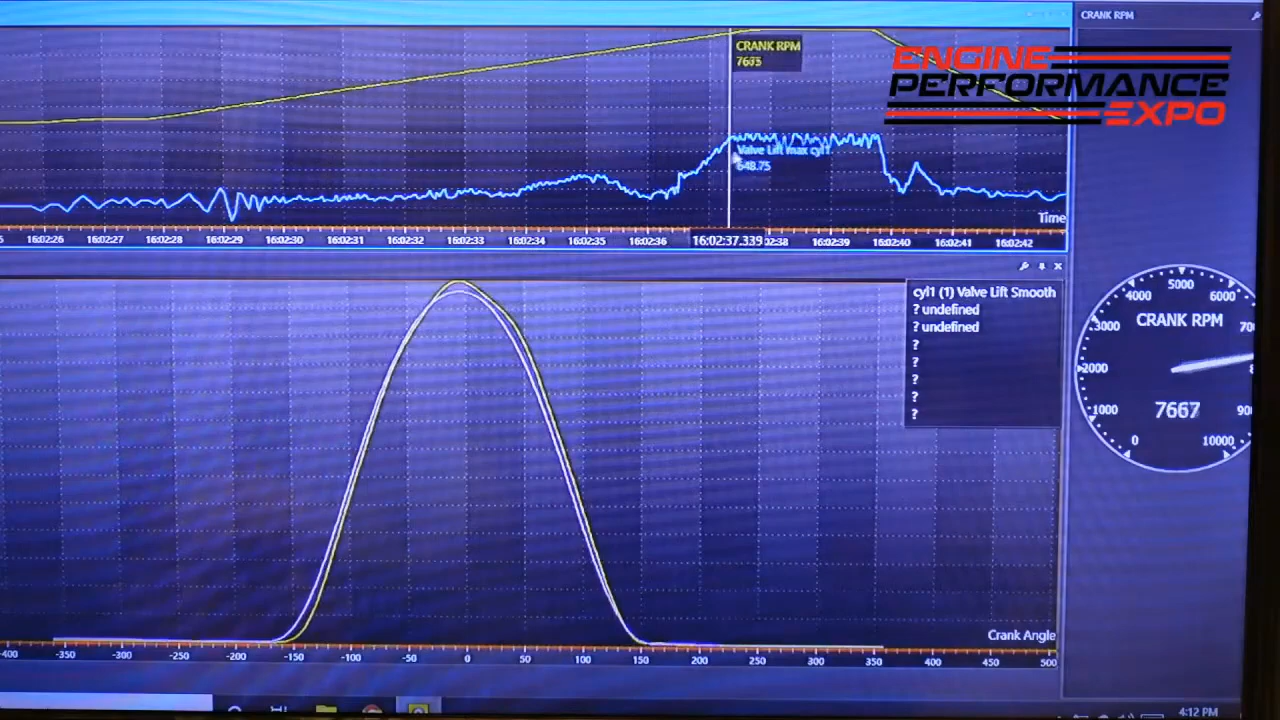 CRANK RPM
ENGINE
PERFORMANCE
EXPO
CRANK RPM
Valve Lift max cyl1
648.75
Time
16:02:26 16:02:27 16:02:28 16:02:29 16:02:30 16:02:31 16:02:32 16:02:33 16:02:34 16:02:35 16:02:36 16:02:37.339 02:38 16:02:39 16:02:40 16:02:41 16:02:42
cyl1 (1) Valve Lift Smooth
? undefined
? undefined
?
?
?
?
?
Crank Angle
-400 -350 -300 -250 -200 -150 -100 -50 0 50 100 150 200 250 300 350 400 450 500
5000
4000 6000
3000 CRANK RPM 70
2000 8
1000 7667 90
0 10000
4:12 PM